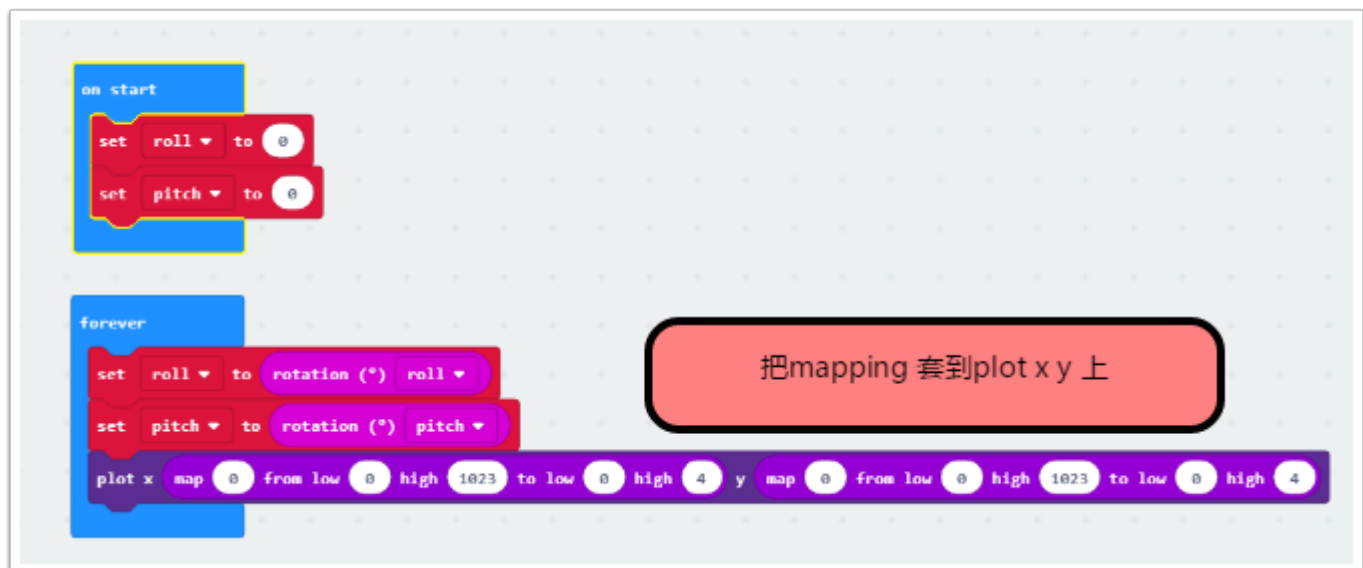 on start
set roll to 0
set pitch to 0
forever
set roll to rotation (°) roll
set pitch to rotation (°) pitch
把mapping 套到plot x y 上
plot x map 0 from low 0 high 1023 to low 0 high 4 y map 0 from low 0 high 1023 to low 0 high 4